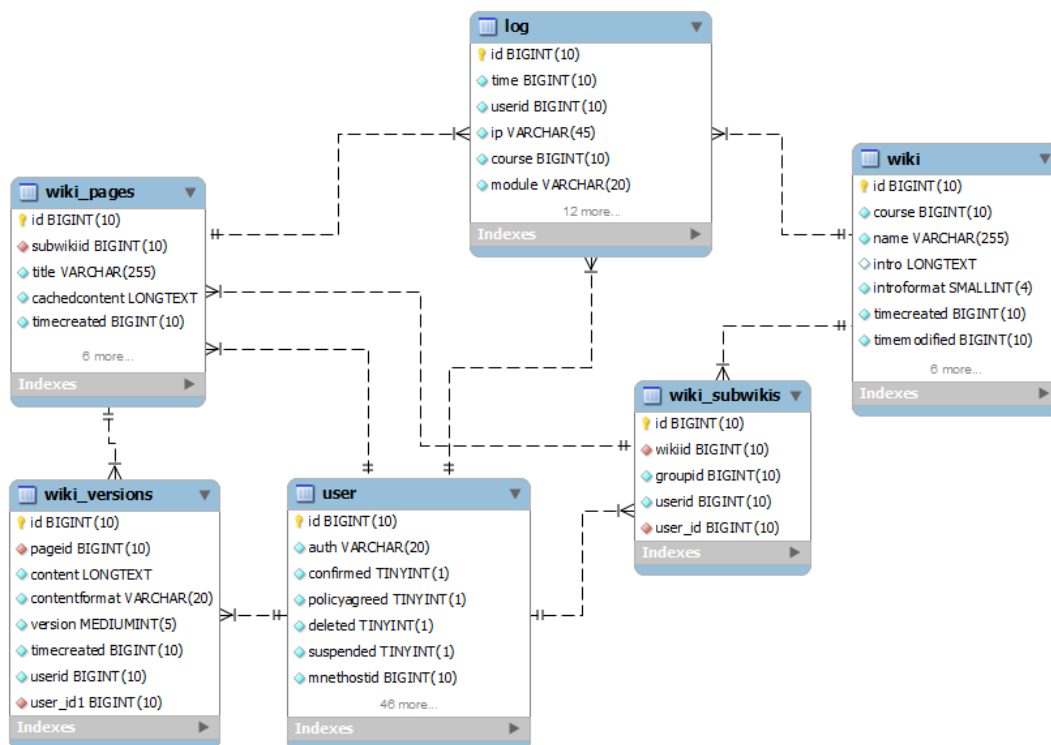 log
id BIGINT(10)
time BIGINT(10)
userid BIGINT(10)
ip VARCHAR(45)
course BIGINT(10)
module VARCHAR(20)
12 more...
Indexes
wiki
id BIGINT(10)
course BIGINT(10)
name VARCHAR(255)
intro LONGTEXT
introformat SMALLINT(4)
timecreated BIGINT(10)
timemodified BIGINT(10)
6 more...
Indexes
wiki_pages
id BIGINT(10)
subwikiid BIGINT(10)
title VARCHAR(255)
cachedcontent LONGTEXT
timecreated BIGINT(10)
6 more...
Indexes
wiki_subwikis
id BIGINT(10)
wikiid BIGINT(10)
groupid BIGINT(10)
userid BIGINT(10)
user_id BIGINT(10)
Indexes
wiki_versions
id BIGINT(10)
pageid BIGINT(10)
content LONGTEXT
contentformat VARCHAR(20)
version MEDIUMINT(5)
timecreated BIGINT(10)
userid BIGINT(10)
user_id1 BIGINT(10)
Indexes
user
id BIGINT(10)
auth VARCHAR(20)
confirmed TINYINT(1)
policyagreed TINYINT(1)
deleted TINYINT(1)
suspended TINYINT(1)
mnethostid BIGINT(10)
46 more...
Indexes